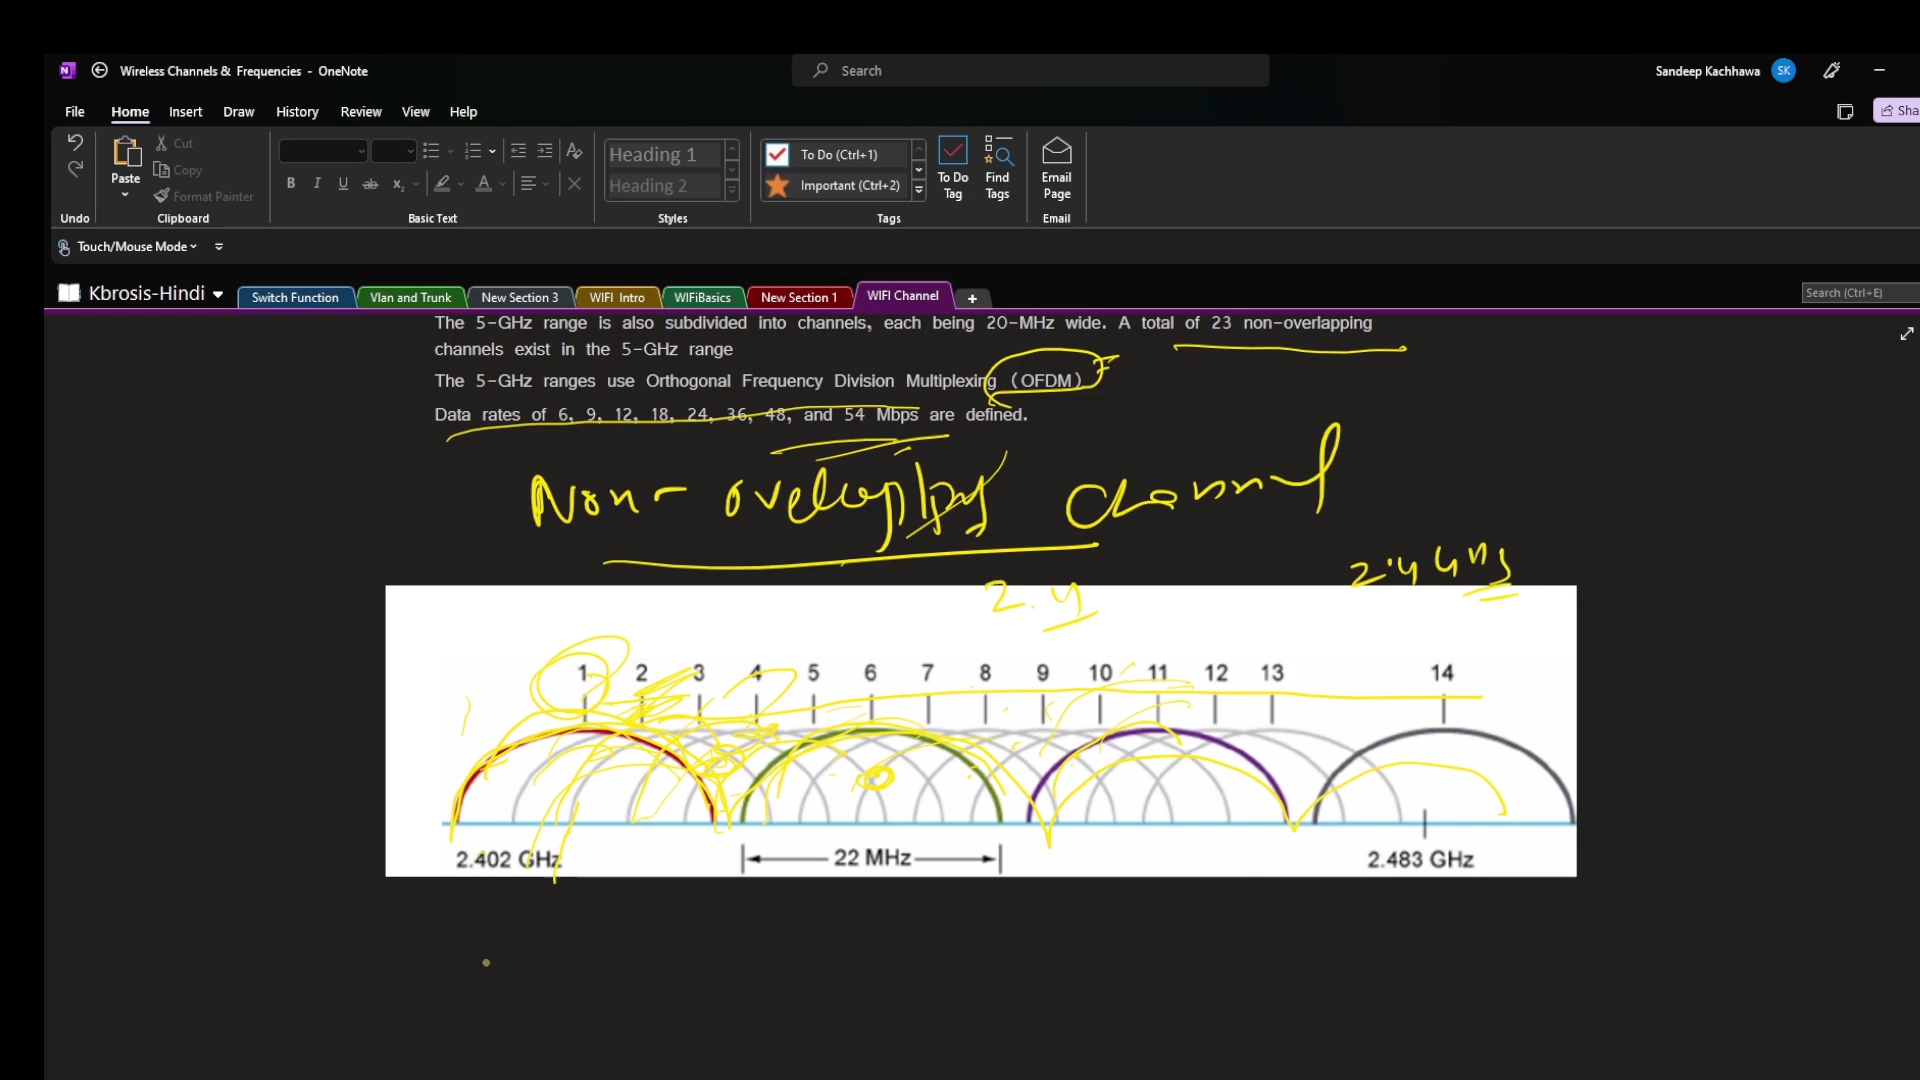 Wireless Channels & Frequencies - OneNote
Search
Sandeep Kachhawa
SK
File Home Insert Draw History Review View Help
Sha
Paste
Cut
Copy
Format Painter
Heading 1
Heading 2
To Do (Ctrl+1)
Important (Ctrl+2)
To Do Tag
Find Tags
Email Page
B I U ab x₂ A
Undo Clipboard Basic Text Styles Tags Email
Touch/Mouse Mode
Kbrosis-Hindi
Switch Function Vlan and Trunk New Section 3 WIFI Intro WIFiBasics New Section 1 WIFI Channel +
Search (Ctrl+E)
The 5-GHz range is also subdivided into channels, each being 20-MHz wide. A total of 23 non-overlapping
channels exist in the 5-GHz range
The 5-GHz ranges use Orthogonal Frequency Division Multiplexing (OFDM)
Data rates of 6, 9, 12, 18, 24, 36, 48, and 54 Mbps are defined.
Non-overlapping Channel
2.4
1 2 3 4 5 6 7 8 9 10 11 12 13 14
2.402 GHz 22 MHz 2.483 GHz